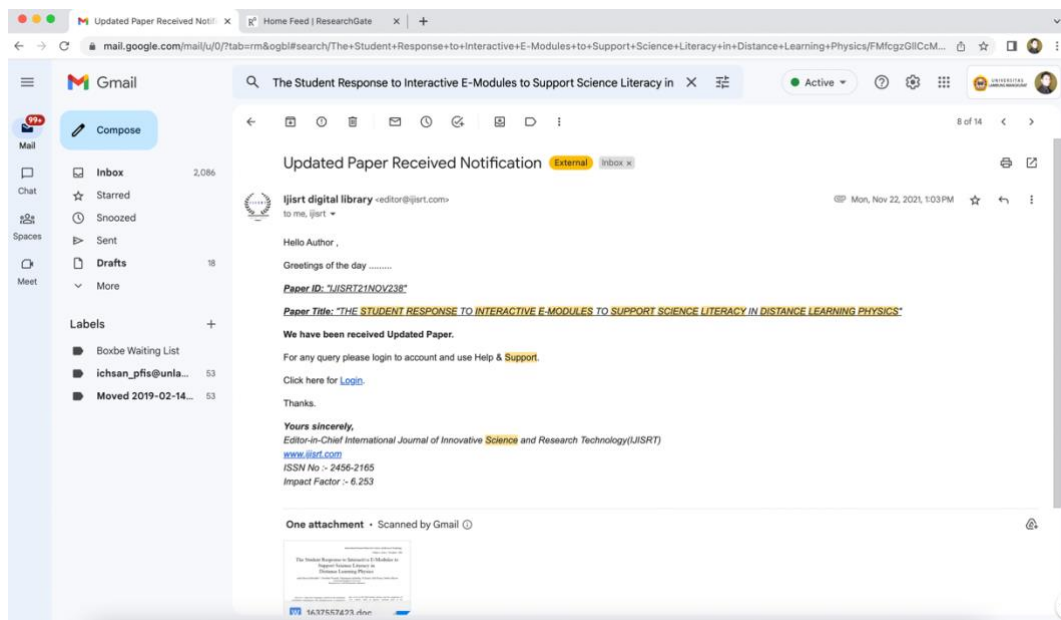 Updated Paper Received Notifi
Home Feed | ResearchGate
mail.google.com/mail/u/0/?tab=rm&ogbl#search/The+Student+Response+to+Interactive+E-Modules+to+Support+Science+Literacy+in+Distance+Learning+Physics/FMfcgzGllCcM...
Gmail
The Student Response to Interactive E-Modules to Support Science Literacy in
Active
UNIVERSITAS
99+
Mail
Chat
Spaces
Meet
Compose
Inbox 2,086
Starred
Snoozed
Sent
Drafts 18
More
Labels +
Boxbe Waiting List
ichsan_pfis@unla... 53
Moved 2019-02-14... 53
8 of 14
Updated Paper Received Notification External Inbox x
Ijisrt digital library <editor@ijisrt.com> Mon, Nov 22, 2021, 1:03 PM
to me, ijisrt
Hello Author ,
Greetings of the day .........
Paper ID: "IJISRT21NOV238"
Paper Title: "THE STUDENT RESPONSE TO INTERACTIVE E-MODULES TO SUPPORT SCIENCE LITERACY IN DISTANCE LEARNING PHYSICS"
We have been received Updated Paper.
For any query please login to account and use Help & Support.
Click here for Login.
Thanks.
Yours sincerely,
Editor-in-Chief International Journal of Innovative Science and Research Technology(IJISRT)
www.ijisrt.com
ISSN No :- 2456-2165
Impact Factor :- 6.253
One attachment • Scanned by Gmail
The Student Response to Interactive E-Modules to
Support Science Literacy in
Distance Learning Physics
W 1637557423.doc